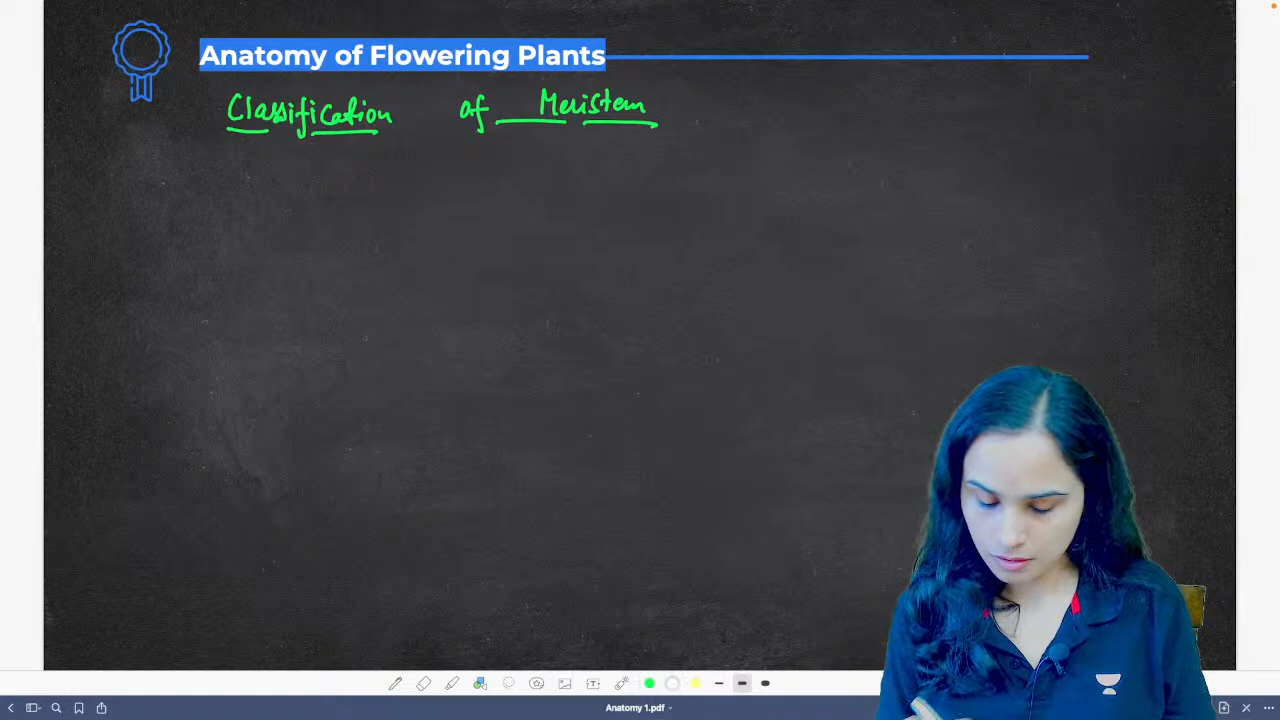 Anatomy of Flowering Plants
Classification of Meristem
Anatomy 1.pdf